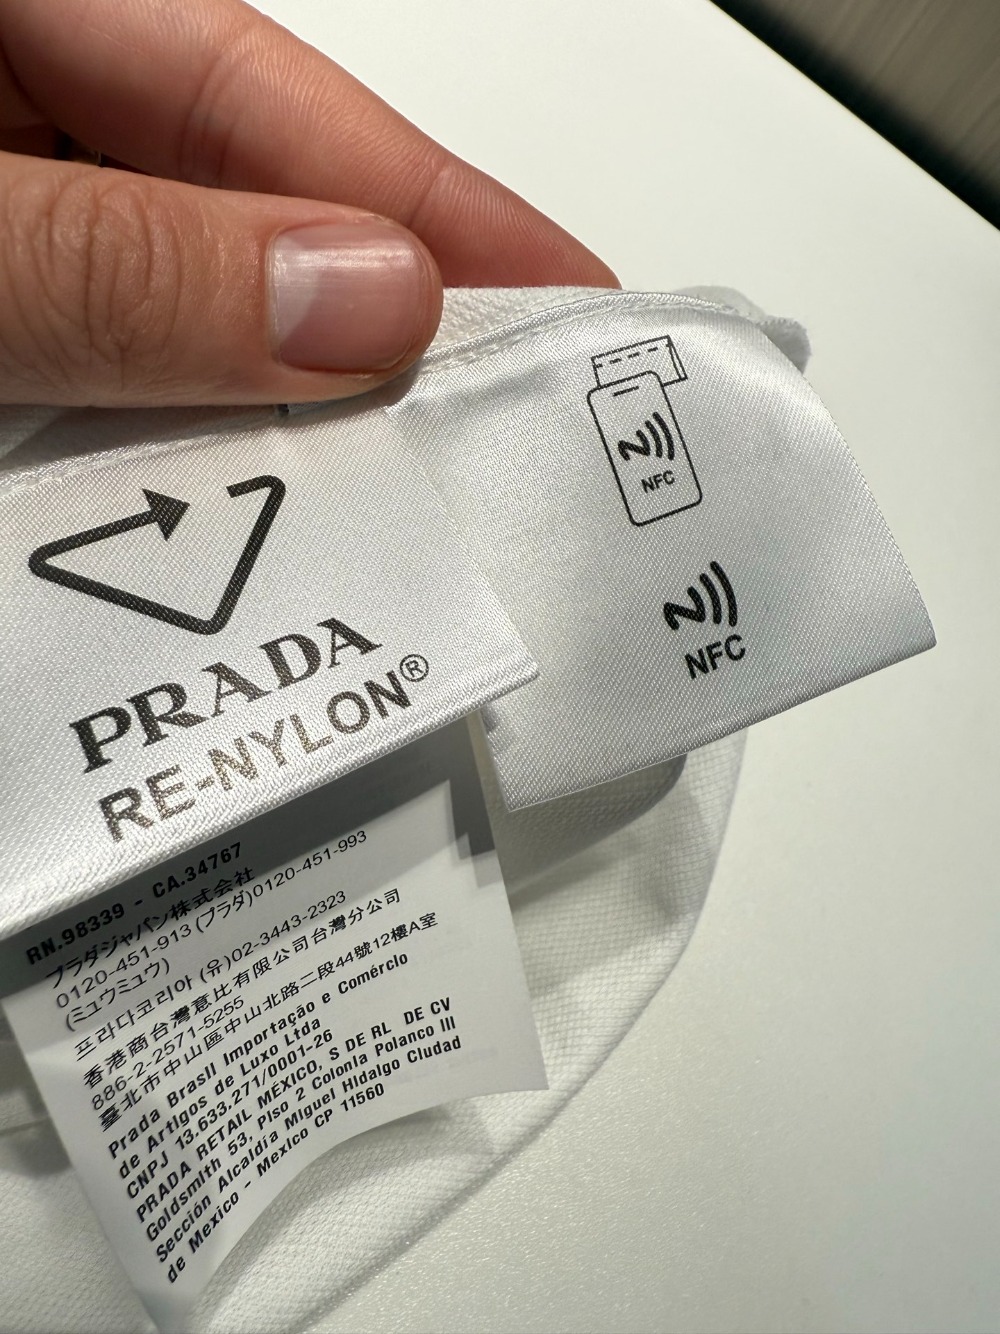 PRADA
RE-NYLON®
NFC
NFC
RN.98339 - CA.34767
プラダジャパン株式会社
0120-451-913 (プラダ)0120-451-993
(ミュウミュウ)
프라다코리아 (유)02-3443-2323
香港商台灣意比有限公司台灣分公司
886-2-2571-5255
臺北市中山區中山北路二段44號12樓A室
Prada Brasil Importação e Comércio
de Artigos de Luxo Ltda
CNPJ 13.633.271/0001-26
PRADA RETAIL MÉXICO, S DE RL DE CV
Goldsmith 53, Piso 2 Colonia Polanco III
Sección Alcaldía Miguel Hidalgo Ciudad
de Mexico - Mexico CP 11560